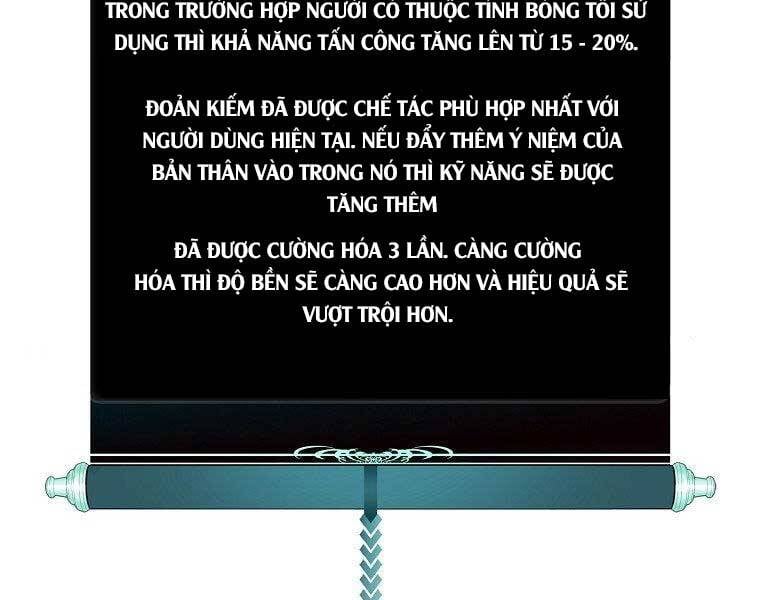 TRONG TRƯỜNG HỢP NGƯỜI CÓ THUỘC TÍNH BÓNG TỐI SỬ
DỤNG THÌ KHẢ NĂNG TẤN CÔNG TĂNG LÊN TỪ 15 - 20%.
ĐOẢN KIẾM ĐÃ ĐƯỢC CHẾ TÁC PHÙ HỢP NHẤT VỚI
NGƯỜI DÙNG HIỆN TẠI. NẾU ĐẨY THÊM Ý NIỆM CỦA
BẢN THÂN VÀO TRONG NÓ THÌ KỸ NĂNG SẼ ĐƯỢC
TĂNG THÊM
ĐÃ ĐƯỢC CƯỜNG HÓA 3 LẦN. CÀNG CƯỜNG
HÓA THÌ ĐỘ BỀN SẼ CÀNG CAO HƠN VÀ HIỆU QUẢ SẼ
VƯỢT TRỘI HƠN.